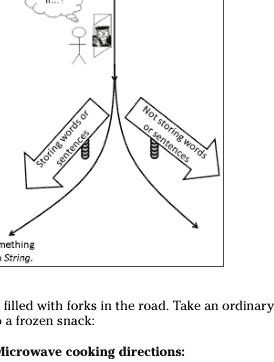 Storing words or
sentences
Not storing words
or sentences
String.
filled with forks in the road. Take an ordinary
a frozen snack:
Microwave cooking directions: